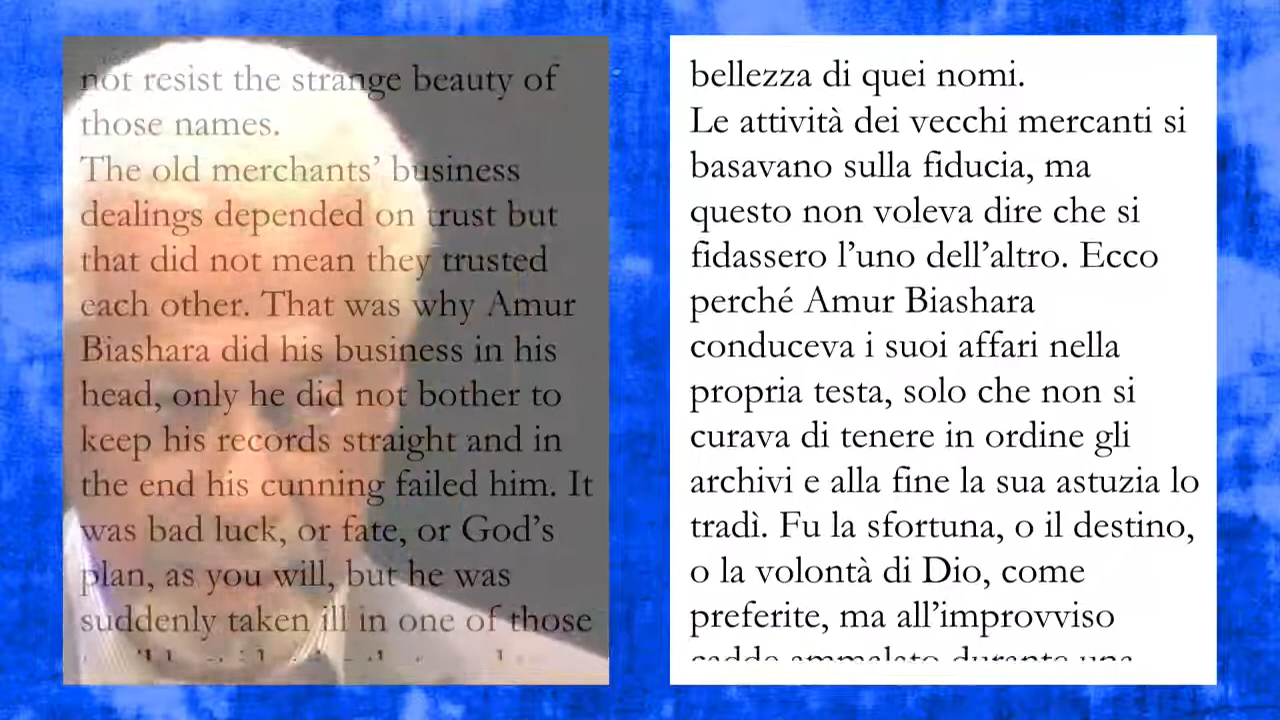 not resist the strange beauty of
those names.
The old merchants’ business
dealings depended on trust but
that did not mean they trusted
each other. That was why Amur
Biashara did his business in his
head, only he did not bother to
keep his records straight and in
the end his cunning failed him. It
was bad luck, or fate, or God’s
plan, as you will, but he was
suddenly taken ill in one of those
bellezza di quei nomi.
Le attività dei vecchi mercanti si
basavano sulla fiducia, ma
questo non voleva dire che si
fidassero l’uno dell’altro. Ecco
perché Amur Biashara
conduceva i suoi affari nella
propria testa, solo che non si
curava di tenere in ordine gli
archivi e alla fine la sua astuzia lo
tradì. Fu la sfortuna, o il destino,
o la volontà di Dio, come
preferite, ma all’improvviso
cadde ammalato durante una